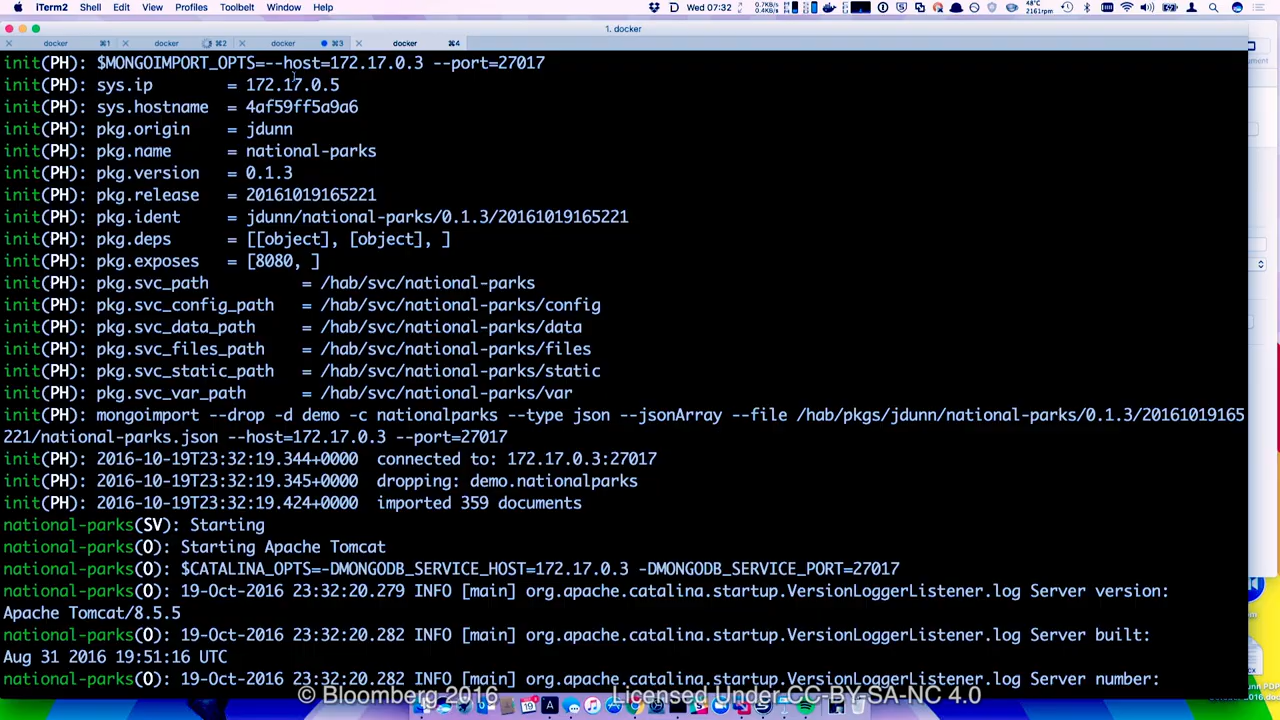 iTerm2 Shell Edit View Profiles Toolbelt Window Help 0.7KB/s 0.4KB/s Wed 07:32 48°C 2161rpm
1. docker
docker ⌘1 docker ⌘2 docker ⌘3 docker ⌘4
init(PH): $MONGOIMPORT_OPTS=--host=172.17.0.3 --port=27017
init(PH): sys.ip = 172.17.0.5
init(PH): sys.hostname = 4af59ff5a9a6
init(PH): pkg.origin = jdunn
init(PH): pkg.name = national-parks
init(PH): pkg.version = 0.1.3
init(PH): pkg.release = 20161019165221
init(PH): pkg.ident = jdunn/national-parks/0.1.3/20161019165221
init(PH): pkg.deps = [[object], [object], ]
init(PH): pkg.exposes = [8080, ]
init(PH): pkg.svc_path = /hab/svc/national-parks
init(PH): pkg.svc_config_path = /hab/svc/national-parks/config
init(PH): pkg.svc_data_path = /hab/svc/national-parks/data
init(PH): pkg.svc_files_path = /hab/svc/national-parks/files
init(PH): pkg.svc_static_path = /hab/svc/national-parks/static
init(PH): pkg.svc_var_path = /hab/svc/national-parks/var
init(PH): mongoimport --drop -d demo -c nationalparks --type json --jsonArray --file /hab/pkgs/jdunn/national-parks/0.1.3/20161019165
221/national-parks.json --host=172.17.0.3 --port=27017
init(PH): 2016-10-19T23:32:19.344+0000 connected to: 172.17.0.3:27017
init(PH): 2016-10-19T23:32:19.345+0000 dropping: demo.nationalparks
init(PH): 2016-10-19T23:32:19.424+0000 imported 359 documents
national-parks(SV): Starting
national-parks(O): Starting Apache Tomcat
national-parks(O): $CATALINA_OPTS=-DMONGODB_SERVICE_HOST=172.17.0.3 -DMONGODB_SERVICE_PORT=27017
national-parks(O): 19-Oct-2016 23:32:20.279 INFO [main] org.apache.catalina.startup.VersionLoggerListener.log Server version:
Apache Tomcat/8.5.5
national-parks(O): 19-Oct-2016 23:32:20.282 INFO [main] org.apache.catalina.startup.VersionLoggerListener.log Server built:
Aug 31 2016 19:51:16 UTC
national-parks(O): 19-Oct-2016 23:32:20.282 INFO [main] org.apache.catalina.startup.VersionLoggerListener.log Server number:
© Bloomberg 2016 Licensed Under CC-BY-SA-NC 4.0